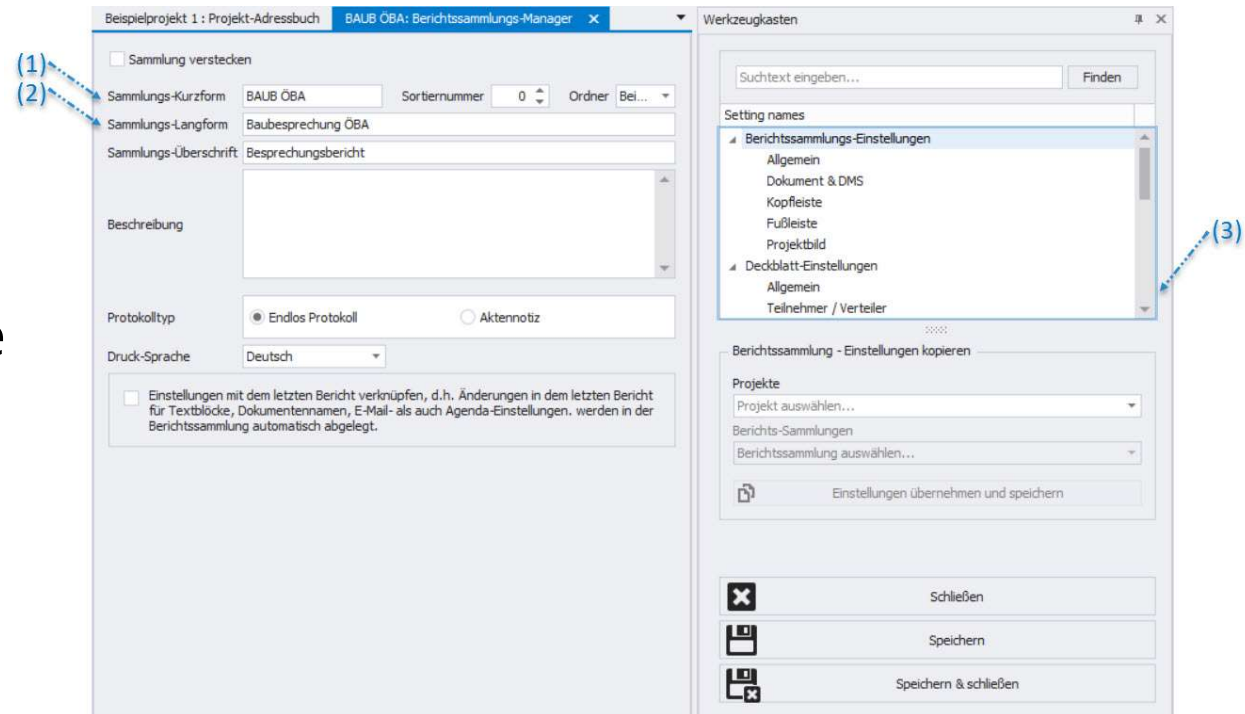 Beispielprojekt 1 : Projekt-Adressbuch
BAUB ÖBA: Berichtssammlungs-Manager
Sammlung verstecken
(1)
(2)
Sammlungs-Kurzform BAUB ÖBA Sortiernummer 0 Ordner Bei...
Sammlungs-Langform Baubesprechung ÖBA
Sammlungs-Überschrift Besprechungsbericht
Beschreibung
e
Protokolltyp Endlos Protokoll Aktennotiz
Druck-Sprache Deutsch
Einstellungen mit dem letzten Bericht verknüpfen, d.h. Änderungen in dem letzten Bericht
für Textblöcke, Dokumentennamen, E-Mail- als auch Agenda-Einstellungen. werden in der
Berichtssammlung automatisch abgelegt.
Werkzeugkasten
Suchtext eingeben... Finden
Setting names
Berichtssammlungs-Einstellungen
Allgemein
Dokument & DMS
Kopfleiste
Fußleiste
Projektbild
Deckblatt-Einstellungen
Allgemein
Teilnehmer / Verteiler
(3)
Berichtssammlung - Einstellungen kopieren
Projekte
Projekt auswählen...
Berichts-Sammlungen
Berichtssammlung auswählen...
Einstellungen übernehmen und speichern
Schließen
Speichern
Speichern & schließen